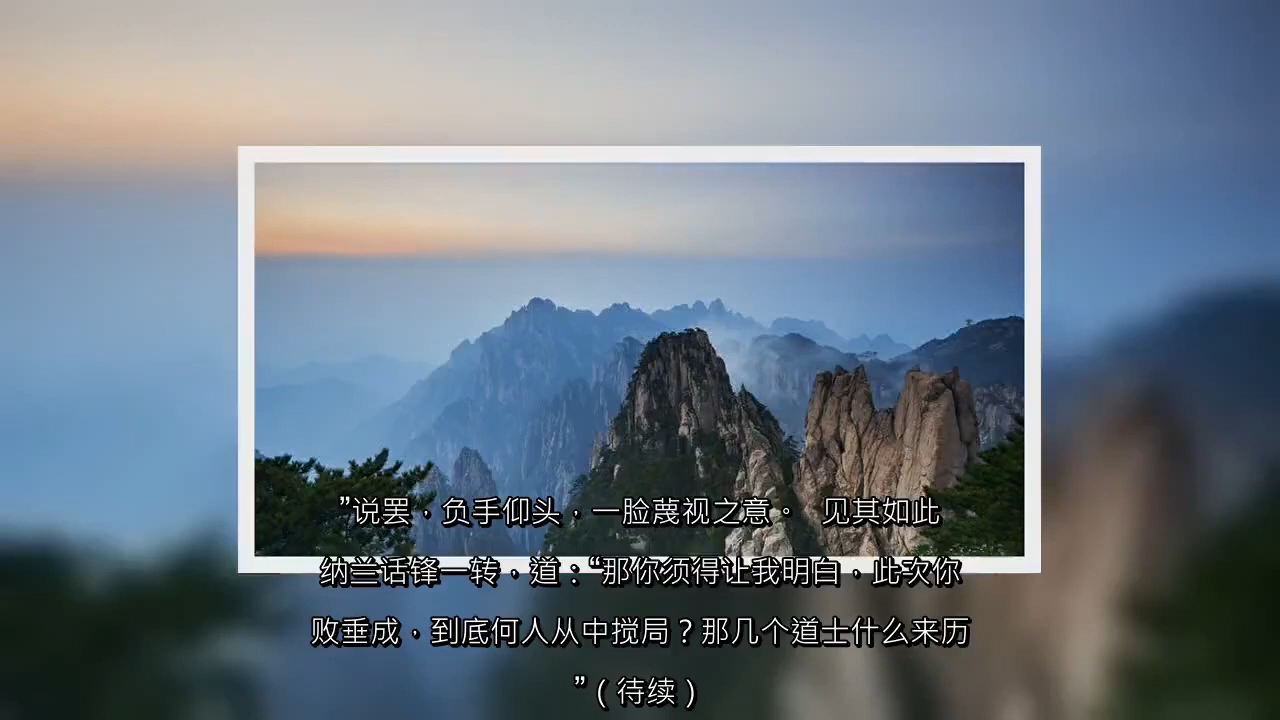 ”说罢，负手仰头，一脸蔑视之意。 见其如此
纳兰话锋一转，道：“那你须得让我明白，此次你
败垂成，到底何人从中搅局？那几个道士什么来历
”(待续)